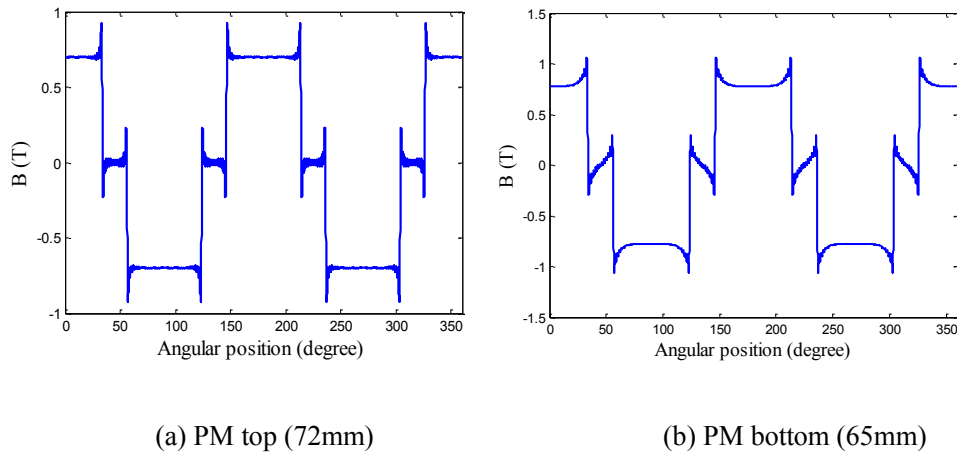 1
0.5
0
-0.5
-1
B (T)
0 50 100 150 200 250 300 350
Angular position (degree)
(a) PM top (72mm)
1.5
1
0.5
0
-0.5
-1
-1.5
B (T)
0 50 100 150 200 250 300 350
Angular position (degree)
(b) PM bottom (65mm)